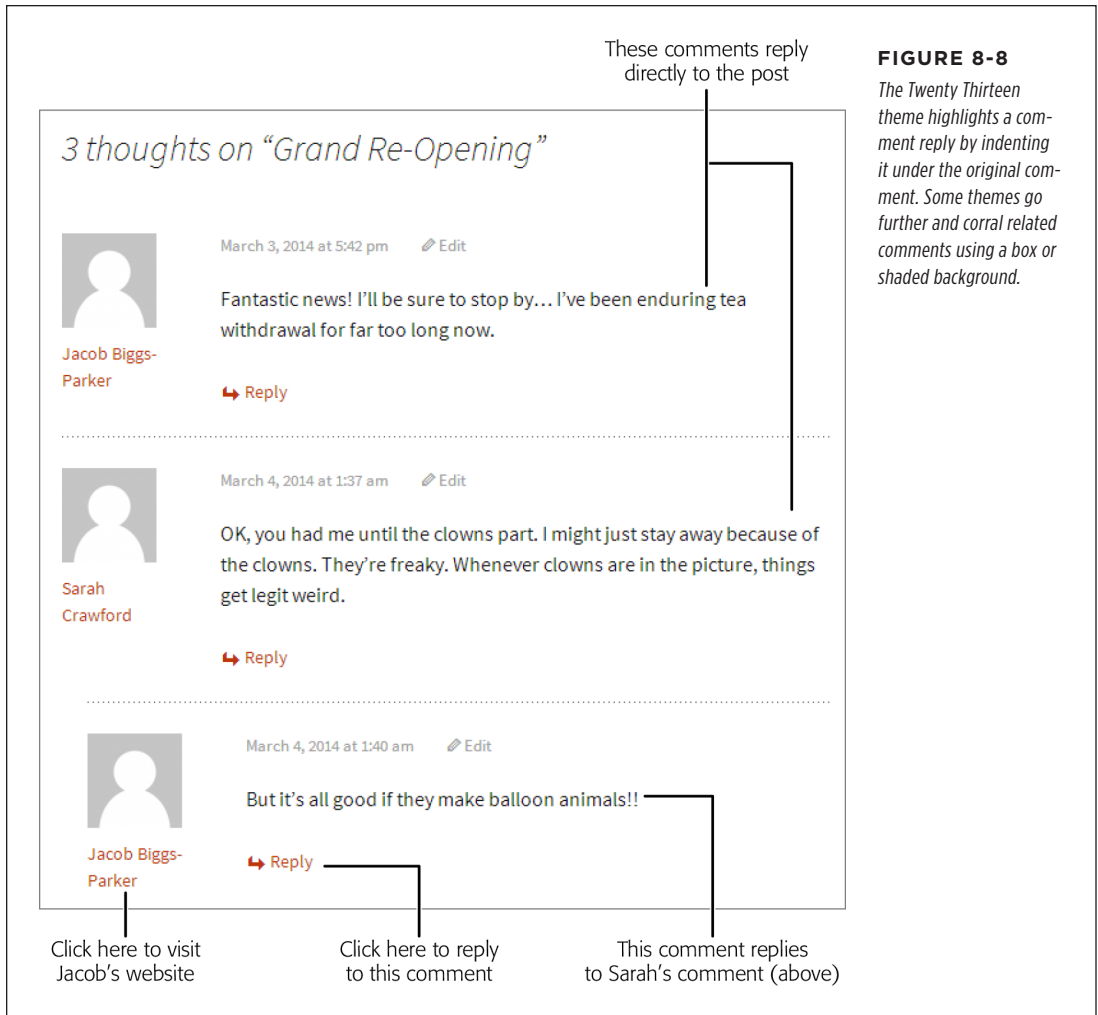 These comments reply
directly to the post
FIGURE 8-8
The Twenty Thirteen
theme highlights a com-
ment reply by indenting
it under the original com-
ment. Some themes go
further and corral related
comments using a box or
shaded background.
3 thoughts on “Grand Re-Opening”
March 3, 2014 at 5:42 pm Edit
Fantastic news! I’ll be sure to stop by… I’ve been enduring tea
withdrawal for far too long now.
Jacob Biggs-
Parker
Reply
March 4, 2014 at 1:37 am Edit
OK, you had me until the clowns part. I might just stay away because of
the clowns. They’re freaky. Whenever clowns are in the picture, things
get legit weird.
Sarah
Crawford
Reply
March 4, 2014 at 1:40 am Edit
But it’s all good if they make balloon animals!!
Jacob Biggs-
Parker
Reply
Click here to visit
Jacob’s website
Click here to reply
to this comment
This comment replies
to Sarah’s comment (above)